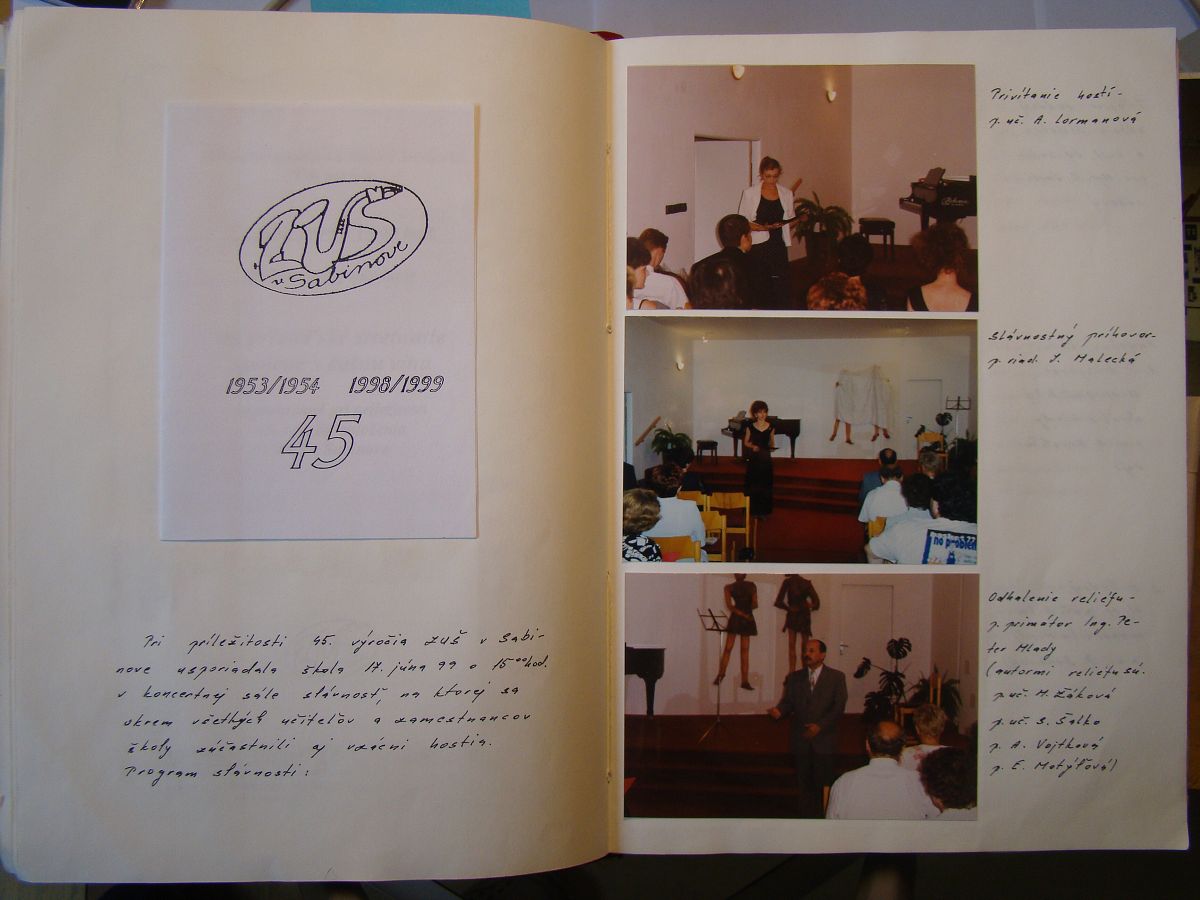 ZUŠ
v Sabinove
1953/1954 1998/1999
45
Pri príležitosti 45. výročia ZUŠ v Sabi-
nove usporiadala škola 17. júna 99 o 15⁰⁰ hod.
v koncertnej sále slávnosť, na ktorej sa
okrem všetkých učiteľov a zamestnancov
školy zúčastnili aj vzácni hostia.
Program slávnosti:
Privítanie hostí -
p. uč. A. Lormanová
Slávnostný príhovor-
p. riad. J. Malecká
no problem
Odhalenie reliéfu -
p. primátor Ing. Pe-
ter Mlady
(autormi reliéfu sú.
p. uč. M. Žáková
p. uč. S. Šalko
p. A. Vojtková
p. E. Motýľová)